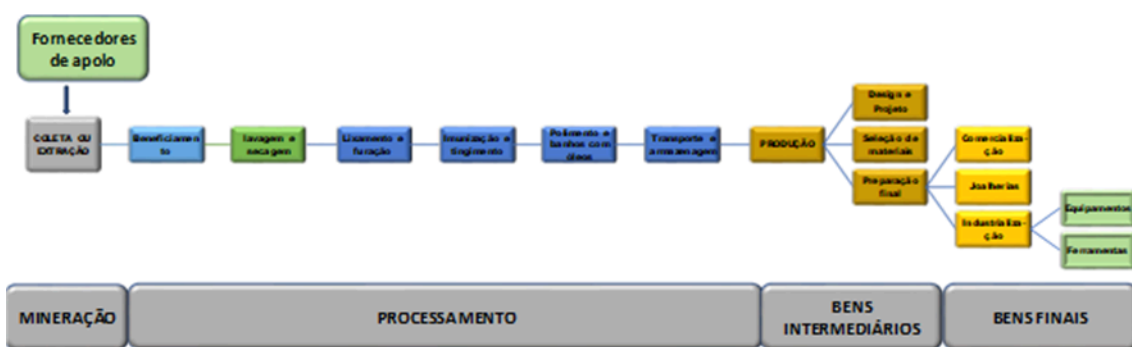 Fornecedores
de apolo
COLETA OU
EXTRAÇÃO
Beneficiamen
to
lavagem e
secagem
Lixamento e
furação
Imunização e
tingimento
Polimento e
banhos com
óleos
Transporte e
armazenagem
PRODUÇÃO
Design e
Projeto
Seleção de
materiais
Preparação
final
Comercializa-
ção
Joalherias
Industrializa-
ção
Equipamentos
Ferramentas
MINERAÇÃO
PROCESSAMENTO
BENS
INTERMEDIÁRIOS
BENS FINAIS